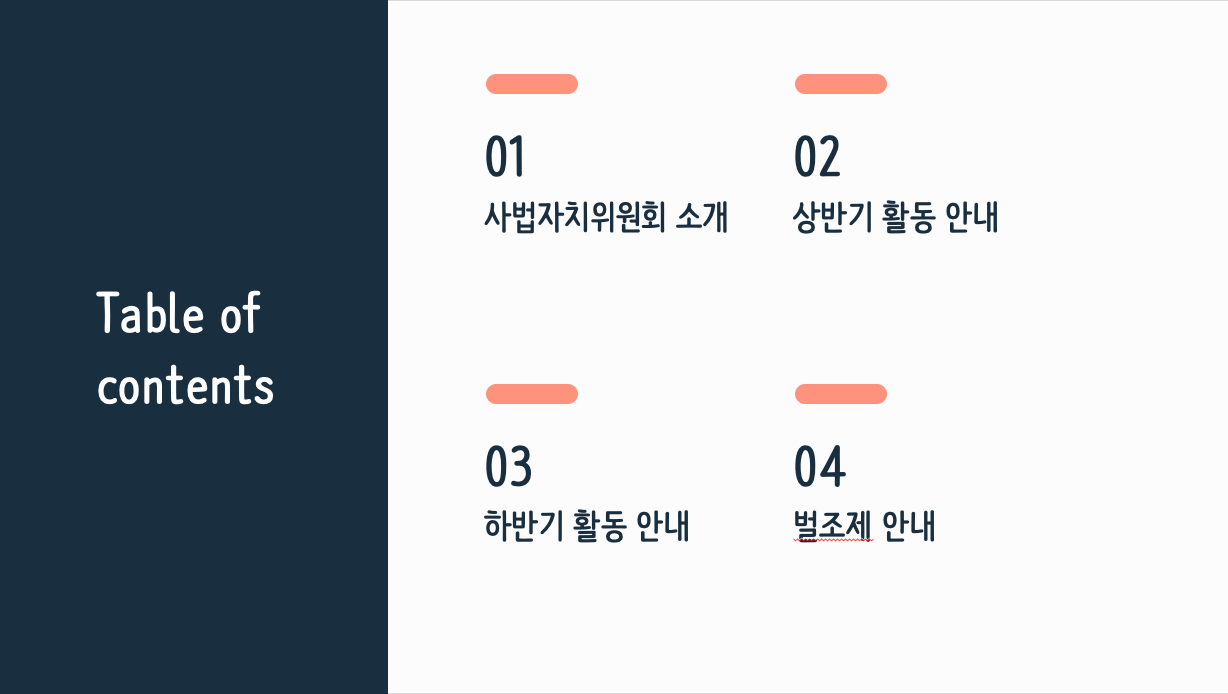 Table of
contents
01
사법자치위원회 소개
02
상반기 활동 안내
03
하반기 활동 안내
04
벌조제 안내